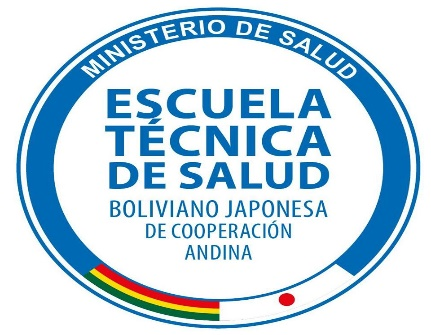 MINISTERIO DE SALUD
ESCUELA
TÉCNICA
DE SALUD
BOLIVIANO JAPONESA
DE COOPERACIÓN
ANDINA